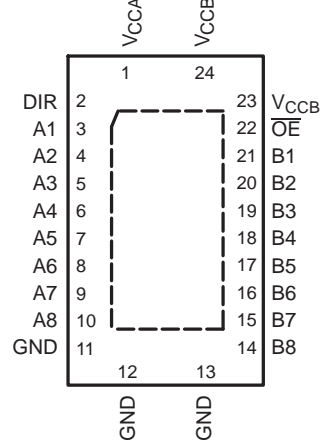 VCCA VCCB
1 24
DIR 2 23 VCCB
A1 3 22 OE
A2 4 21 B1
A3 5 20 B2
A4 6 19 B3
A5 7 18 B4
A6 8 17 B5
A7 9 16 B6
A8 10 15 B7
GND 11 14 B8
12 13
GND GND